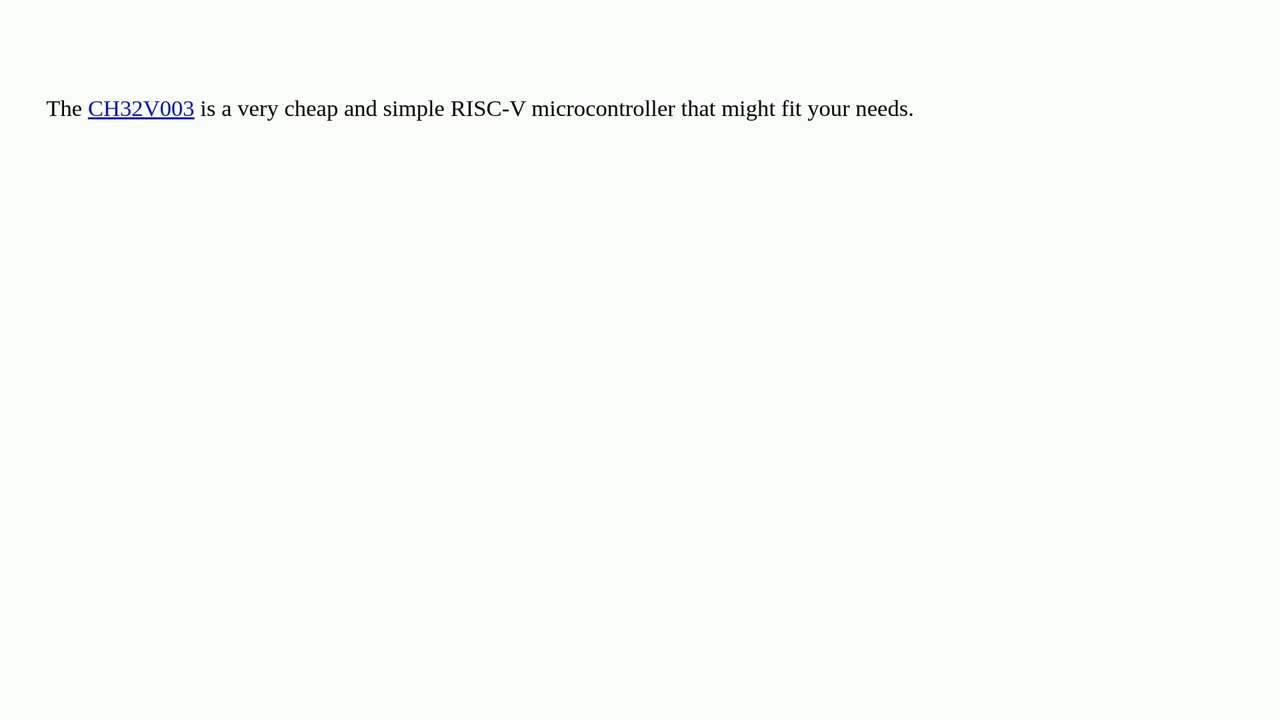 The CH32V003 is a very cheap and simple RISC-V microcontroller that might fit your needs.